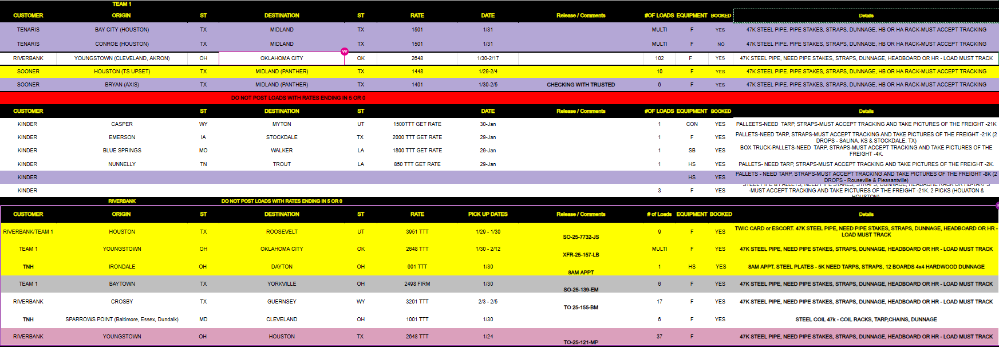 TEAM 1
CUSTOMER ORIGIN ST DESTINATION ST RATE DATE Release / Comments #OF LOADS EQUIPMENT BOOKED Details
TENARIS BAY CITY (HOUSTON) TX MIDLAND TX 1501 1/31 MULTI F YES 47K STEEL PIPE. PIPE STAKES, STRAPS, DUNNAGE, HB OR HA RACK-MUST ACCEPT TRACKING
TENARIS CONROE (HOUSTON) TX MIDLAND TX 1501 1/31 MULTI F NO 47K STEEL PIPE. PIPE STAKES, STRAPS, DUNNAGE, HB OR HA RACK-MUST ACCEPT TRACKING
VV
RIVERBANK YOUNGSTOWN (CLEVELAND, AKRON) OH OKLAHOMA CITY OK 2648 1/30-2/17 102 F YES 47K STEEL PIPE, NEED PIPE STAKES, STRAPS, DUNNAGE, HEADBOARD OR HR - LOAD MUST TRACK
SOONER HOUSTON (TS UPSET) TX MIDLAND (PANTHER) TX 1448 1/29-2/4 10 F YES 47K STEEL PIPE. PIPE STAKES, STRAPS, DUNNAGE, HB OR HA RACK-MUST ACCEPT TRACKING
SOONER BRYAN (AXIS) TX MIDLAND (PANTHER) TX 1401 1/30-2/5 CHECKING WITH TRUSTED 6 F YES 47K STEEL PIPE. PIPE STAKES, STRAPS, DUNNAGE, HB OR HA RACK-MUST ACCEPT TRACKING
DO NOT POST LOADS WITH RATES ENDING IN 5 OR 0
CUSTOMER ST DESTINATION ST RATE DATE Release / Comments #OF LOADS EQUIPMENT BOOKED Details
KINDER CASPER WY MYTON UT 1500TTT GET RATE 30-Jan 1 CON YES PALLEETS-NEED TARP, STRAPS-MUST ACCEPT TRACKING AND TAKE PICTURES OF THE FREIGHT -21K
KINDER EMERSON IA STOCKDALE TX 2000 TTT GET RATE 29-Jan 1 F YES PALLETS-NEED TARP, STRAPS-MUST ACCEPT TRACKING AND TAKE PICTURES OF THE FREIGHT -21K (2
DROPS - SALINA, KS & STOCKDALE, TX)
KINDER BLUE SPRINGS MO WALKER LA 1800 TTT GET RATE 29-Jan 1 SB YES BOX TRUCK-PALLETS-NEED TARP, STRAPS-MUST ACCEPT TRACKING AND TAKE PICTURES OF THE
FREIGHT -4K.
KINDER NUNNELLY TN TROUT LA 850 TTT GET RATE 29-Jan 1 HS YES PALLETS- NEED TARP, STRAPS-MUST ACCEPT TRACKING AND TAKE PICTURES OF THE FREIGHT -2K.
KINDER HS YES PALLETS - NEED TARP, STRAPS-MUST ACCEPT TRACKING AND TAKE PICTURES OF THE FREIGHT -8K (2
DROPS - Rouseville & Pleasantville)
STEEL PIPE & PALLETS, NEED PIPE STAKES, STRAPS, DUNNAGE, HEADACHE RACK OR HB-TARPS
KINDER 3 F YES -MUST ACCEPT TRACKING AND TAKE PICTURES OF THE FREIGHT -21K. 2 PICKS (HOUATON &
HOUSTON)
RIVERBANK DO NOT POST LOADS WITH RATES ENDING IN 5 OR 0
CUSTOMER ORIGIN ST DESTINATION ST RATE PICK UP DATES Release / Comments # of Loads EQUIPMENT BOOKED Details
RIVERBANK/TEAM 1 HOUSTON TX ROOSEVELT UT 3951 TTT 1/29 - 1/30 SO-25-7732-JS 9 F YES TWIC CARD or ESCORT. 47K STEEL PIPE, NEED PIPE STAKES, STRAPS, DUNNAGE, HEADBOARD OR HR -
LOAD MUST TRACK
TEAM 1 YOUNGSTOWN OH OKLAHOMA CITY OK 2648 TTT 1/30 - 2/12 XFR-25-157-LB MULTI F YES 47K STEEL PIPE, NEED PIPE STAKES, STRAPS, DUNNAGE, HEADBOARD OR HR - LOAD MUST TRACK
TNH IRONDALE OH DAYTON OH 601 TTT 1/30 8AM APPT 1 HS YES 8AM APPT. STEEL PLATES - 5K NEED TARPS, STRAPS, 12 BOARDS 4x4 HARDWOOD DUNNAGE
TEAM 1 BAYTOWN TX YORKVILLE OH 2498 FIRM 1/30 SO-25-139-EM 6 F YES 47K STEEL PIPE, NEED PIPE STAKES, STRAPS, DUNNAGE, HEADBOARD OR HR - LOAD MUST TRACK
RIVERBANK CROSBY TX GUERNSEY WY 3201 TTT 2/3 - 2/5 TO 25-155-BM 17 F YES 47K STEEL PIPE, NEED PIPE STAKES, STRAPS, DUNNAGE, HEADBOARD OR HR - LOAD MUST TRACK
TNH SPARROWS POINT (Baltimore, Essex, Dundalk) MD CLEVELAND OH 1001 TTT 1/30 6 F YES STEEL COIL 47k - COIL RACKS, TARP,CHAINS, DUNNAGE
RIVERBANK YOUNGSTOWN OH HOUSTON TX 2648 TTT 1/24 TO-25-121-MP 37 F 47K STEEL PIPE, NEED PIPE STAKES, STRAPS, DUNNAGE, HEADBOARD OR HR - LOAD MUST TRACK